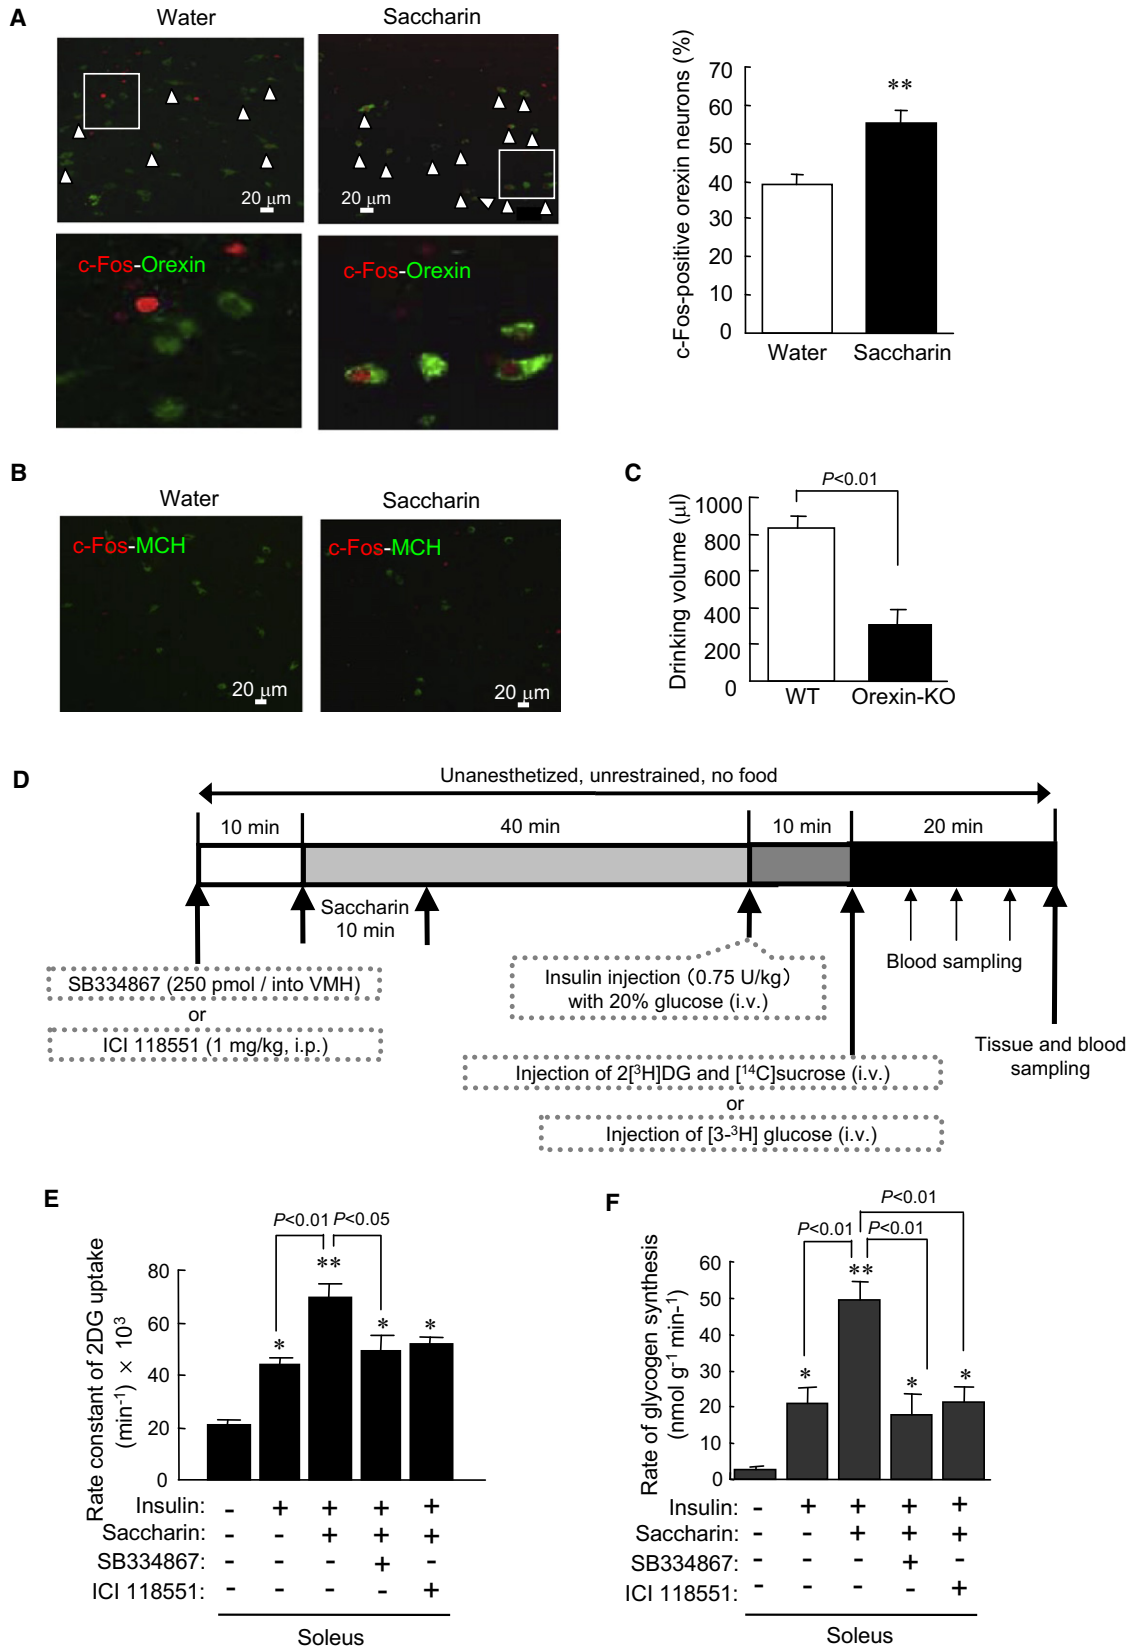 A
Water
Saccharin
20 µm
20 µm
c-Fos-Orexin
c-Fos-Orexin
c-Fos-positive orexin neurons (%)
70
60
50
40
30
20
10
0
**
Water
Saccharin
B
Water
Saccharin
c-Fos-MCH
c-Fos-MCH
20 µm
20 µm
C
Drinking volume (µl)
1000
800
600
400
200
0
P<0.01
WT
Orexin-KO
D
Unanesthetized, unrestrained, no food
10 min
40 min
10 min
20 min
Saccharin
10 min
SB334867 (250 pmol / into VMH)
or
ICI 118551 (1 mg/kg, i.p.)
Insulin injection (0.75 U/kg)
with 20% glucose (i.v.)
Blood sampling
Injection of 2[³H]DG and [¹⁴C]sucrose (i.v.)
or
Injection of [3-³H] glucose (i.v.)
Tissue and blood
sampling
E
Rate constant of 2DG uptake
(min⁻¹) × 10³
80
60
40
20
0
P<0.01
P<0.05
*
**
*
*
Insulin: - + + + +
Saccharin: - - + + +
SB334867: - - - + -
ICI 118551: - - - - +
Soleus
F
Rate of glycogen synthesis
(nmol g⁻¹ min-¹)
60
50
40
30
20
10
0
P<0.01
P<0.01
P<0.01
*
**
*
*
Insulin: - + + + +
Saccharin: - - + + +
SB334867: - - - + -
ICI 118551: - - - - +
Soleus